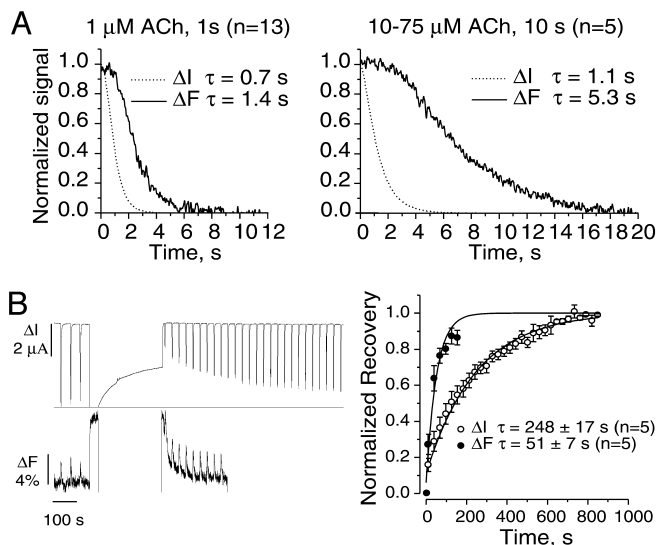 A
1 μM ACh, 1s (n=13)
10-75 μM ACh, 10 s (n=5)
Normalized signal
1.0
0.8
0.6
0.4
0.2
0.0
ΔI τ = 0.7 s
ΔF τ = 1.4 s
0 2 4 6 8 10 12
Time, s
1.0
0.8
0.6
0.4
0.2
0.0
ΔI τ = 1.1 s
ΔF τ = 5.3 s
0 2 4 6 8 10 12 14 16 18 20
Time, s
B
ΔI
2 μA
ΔF
4%
100 s
Normalized Recovery
1.0
0.8
0.6
0.4
0.2
0.0
ΔI τ = 248 ± 17 s (n=5)
ΔF τ = 51 ± 7 s (n=5)
0 200 400 600 800 1000
Time, s